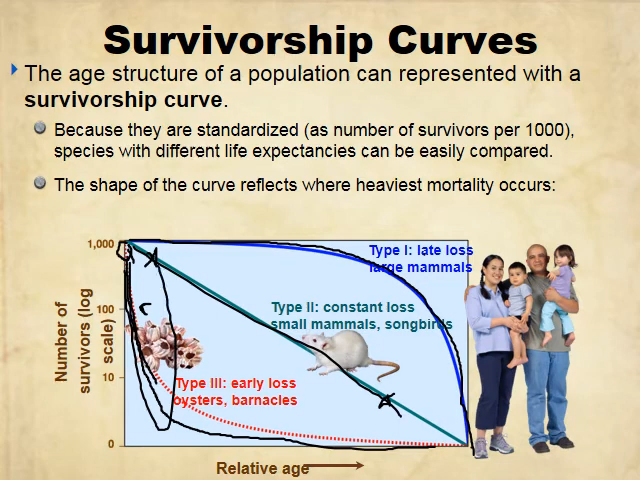 Survivorship Curves
The age structure of a population can represented with a
survivorship curve.
Because they are standardized (as number of survivors per 1000),
species with different life expectancies can be easily compared.
The shape of the curve reflects where heaviest mortality occurs:
1,000
100
10
0
Number of
survivors (log
scale)
Type I: late loss
large mammals
Type II: constant loss
small mammals, songbirds
Type III: early loss
oysters, barnacles
Relative age